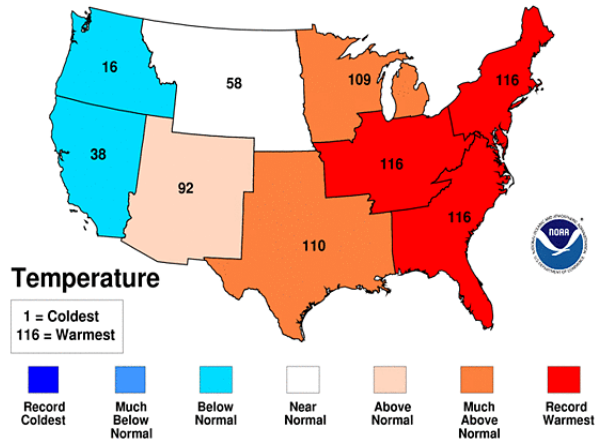 16
58
109
116
38
92
116
116
110
NOAA
Temperature
1 = Coldest
116 = Warmest
Record
Coldest
Much
Below
Normal
Below
Normal
Near
Normal
Above
Normal
Much
Above
Normal
Record
Warmest